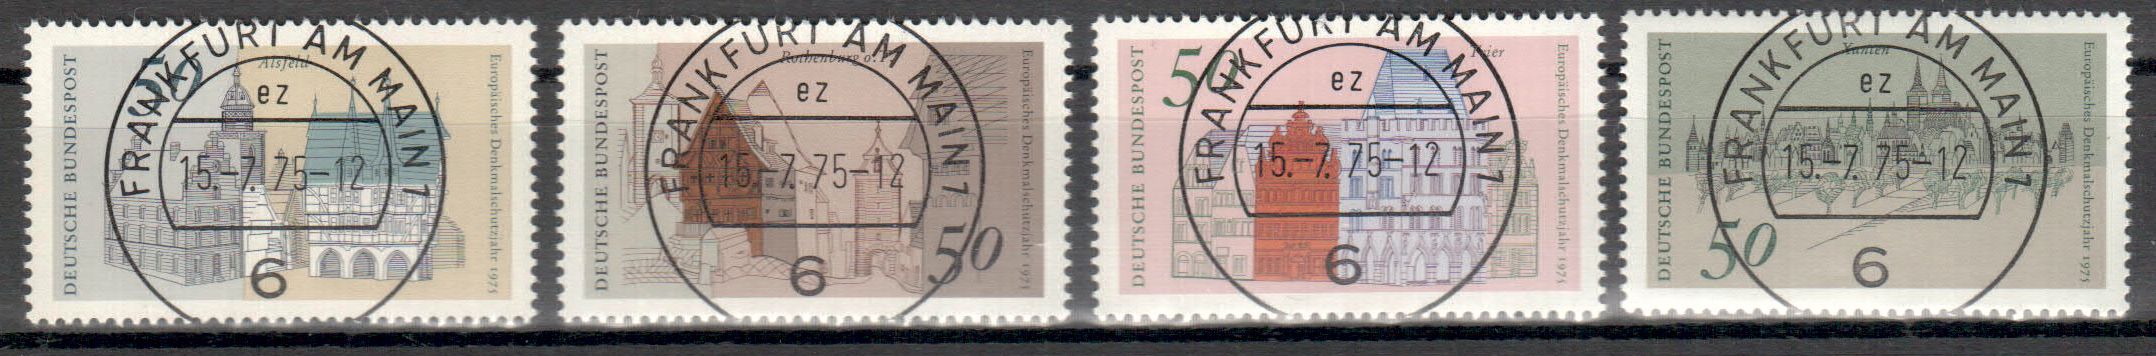 DEUTSCHE BUNDESPOST
50
Alsfeld
Europäisches Denkmalschutzjahr 1975
FRANKFURT AM MAIN 1
ez
15.-7.75-12
6
DEUTSCHE BUNDESPOST
Rothenburg o.T.
Europäisches Denkmalschutzjahr 1975
50
FRANKFURT AM MAIN 1
ez
15.-7.75-12
6
DEUTSCHE BUNDESPOST
50
Trier
Europäisches Denkmalschutzjahr 1975
FRANKFURT AM MAIN 1
ez
15.-7.75-12
6
DEUTSCHE BUNDESPOST
Xanten
Europäisches Denkmalschutzjahr 1975
50
FRANKFURT AM MAIN 1
ez
15.-7.75-12
6